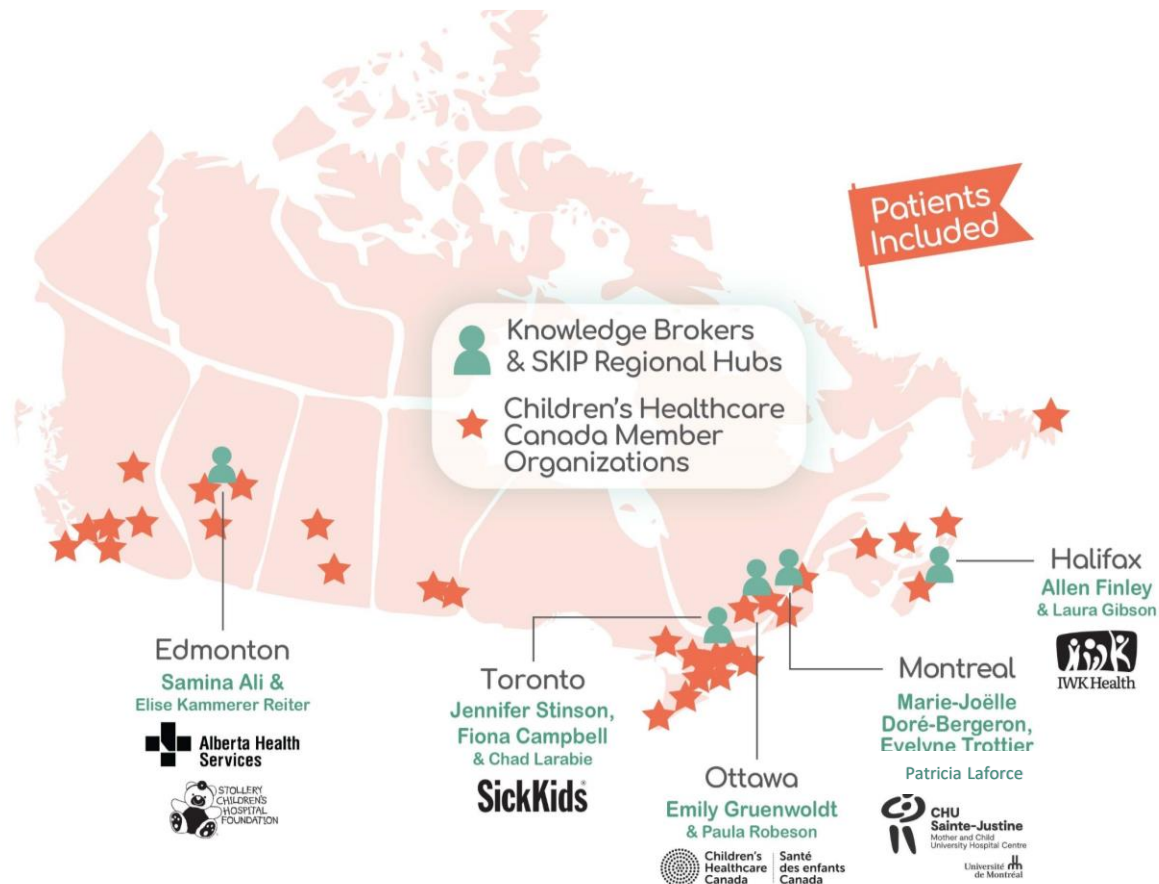 Patients
Included
Knowledge Brokers
& SKIP Regional Hubs
Children's Healthcare
Canada Member
Organizations
Edmonton
Samina Ali &
Elise Kammerer Reiter
Alberta Health
Services
STOLLERY
CHILDREN'S
HOSPITAL
FOUNDATION
Toronto
Jennifer Stinson,
Fiona Campbell
& Chad Larabie
SickKids
Ottawa
Emily Gruenwoldt
& Paula Robeson
Children's
Healthcare
Canada
Santé
des enfants
Canada
Montreal
Marie-Joëlle
Doré-Bergeron,
Evelyne Trottier
Patricia Laforce
CHU
Sainte-Justine
Mother and Child
University Hospital Centre
Université
de Montréal
Halifax
Allen Finley
& Laura Gibson
IWK Health